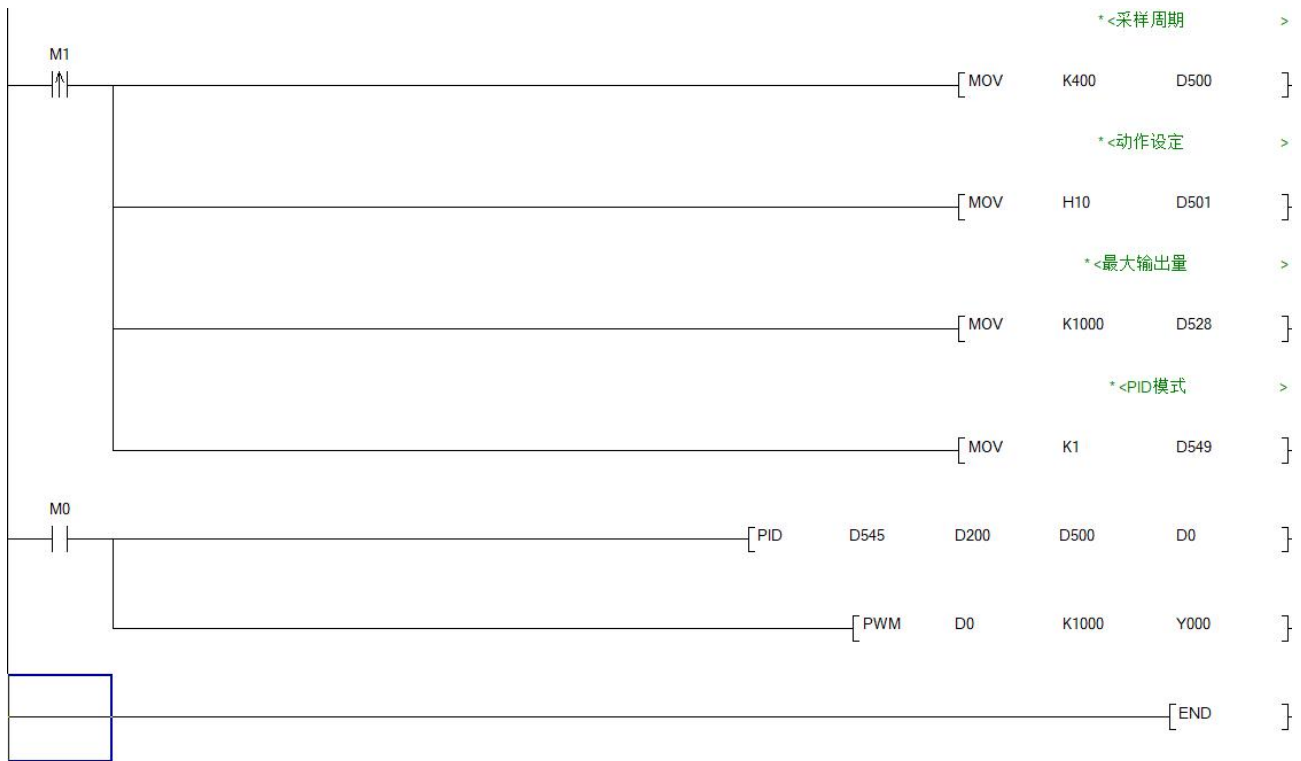 *<采样周期 >
M1
MOV K400 D500
*<动作设定 >
MOV H10 D501
*<最大输出量 >
MOV K1000 D528
*<PID模式 >
MOV K1 D549
M0
PID D545 D200 D500 D0
PWM D0 K1000 Y000
END